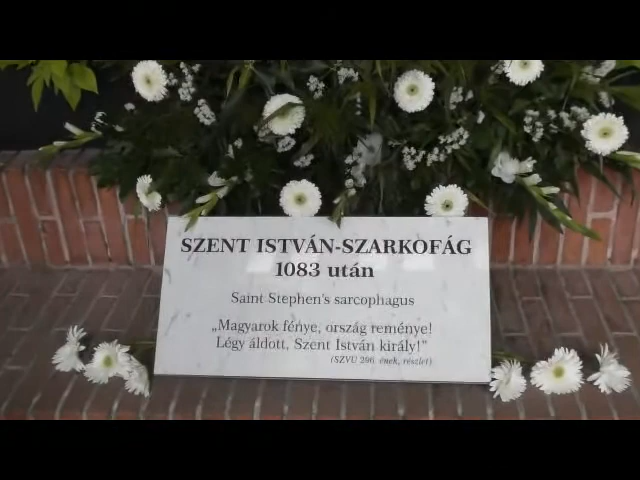 SZENT ISTVÁN-SZARKOFÁG
1083 után
Saint Stephen's sarcophagus
„Magyarok fénye, ország reménye!
Légy áldott, Szent István király!”
(SZVU 296. ének, részlet)